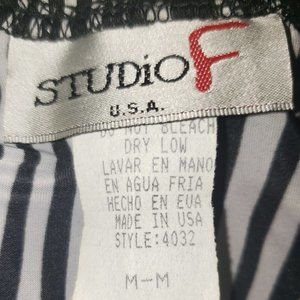 STUDiO F
U.S.A.
DO NOT BLEACH
DRY LOW
LAVAR EN MANO
EN AGUA FRIA
HECHO EN EUA
MADE IN USA
STYLE:4032
M-M